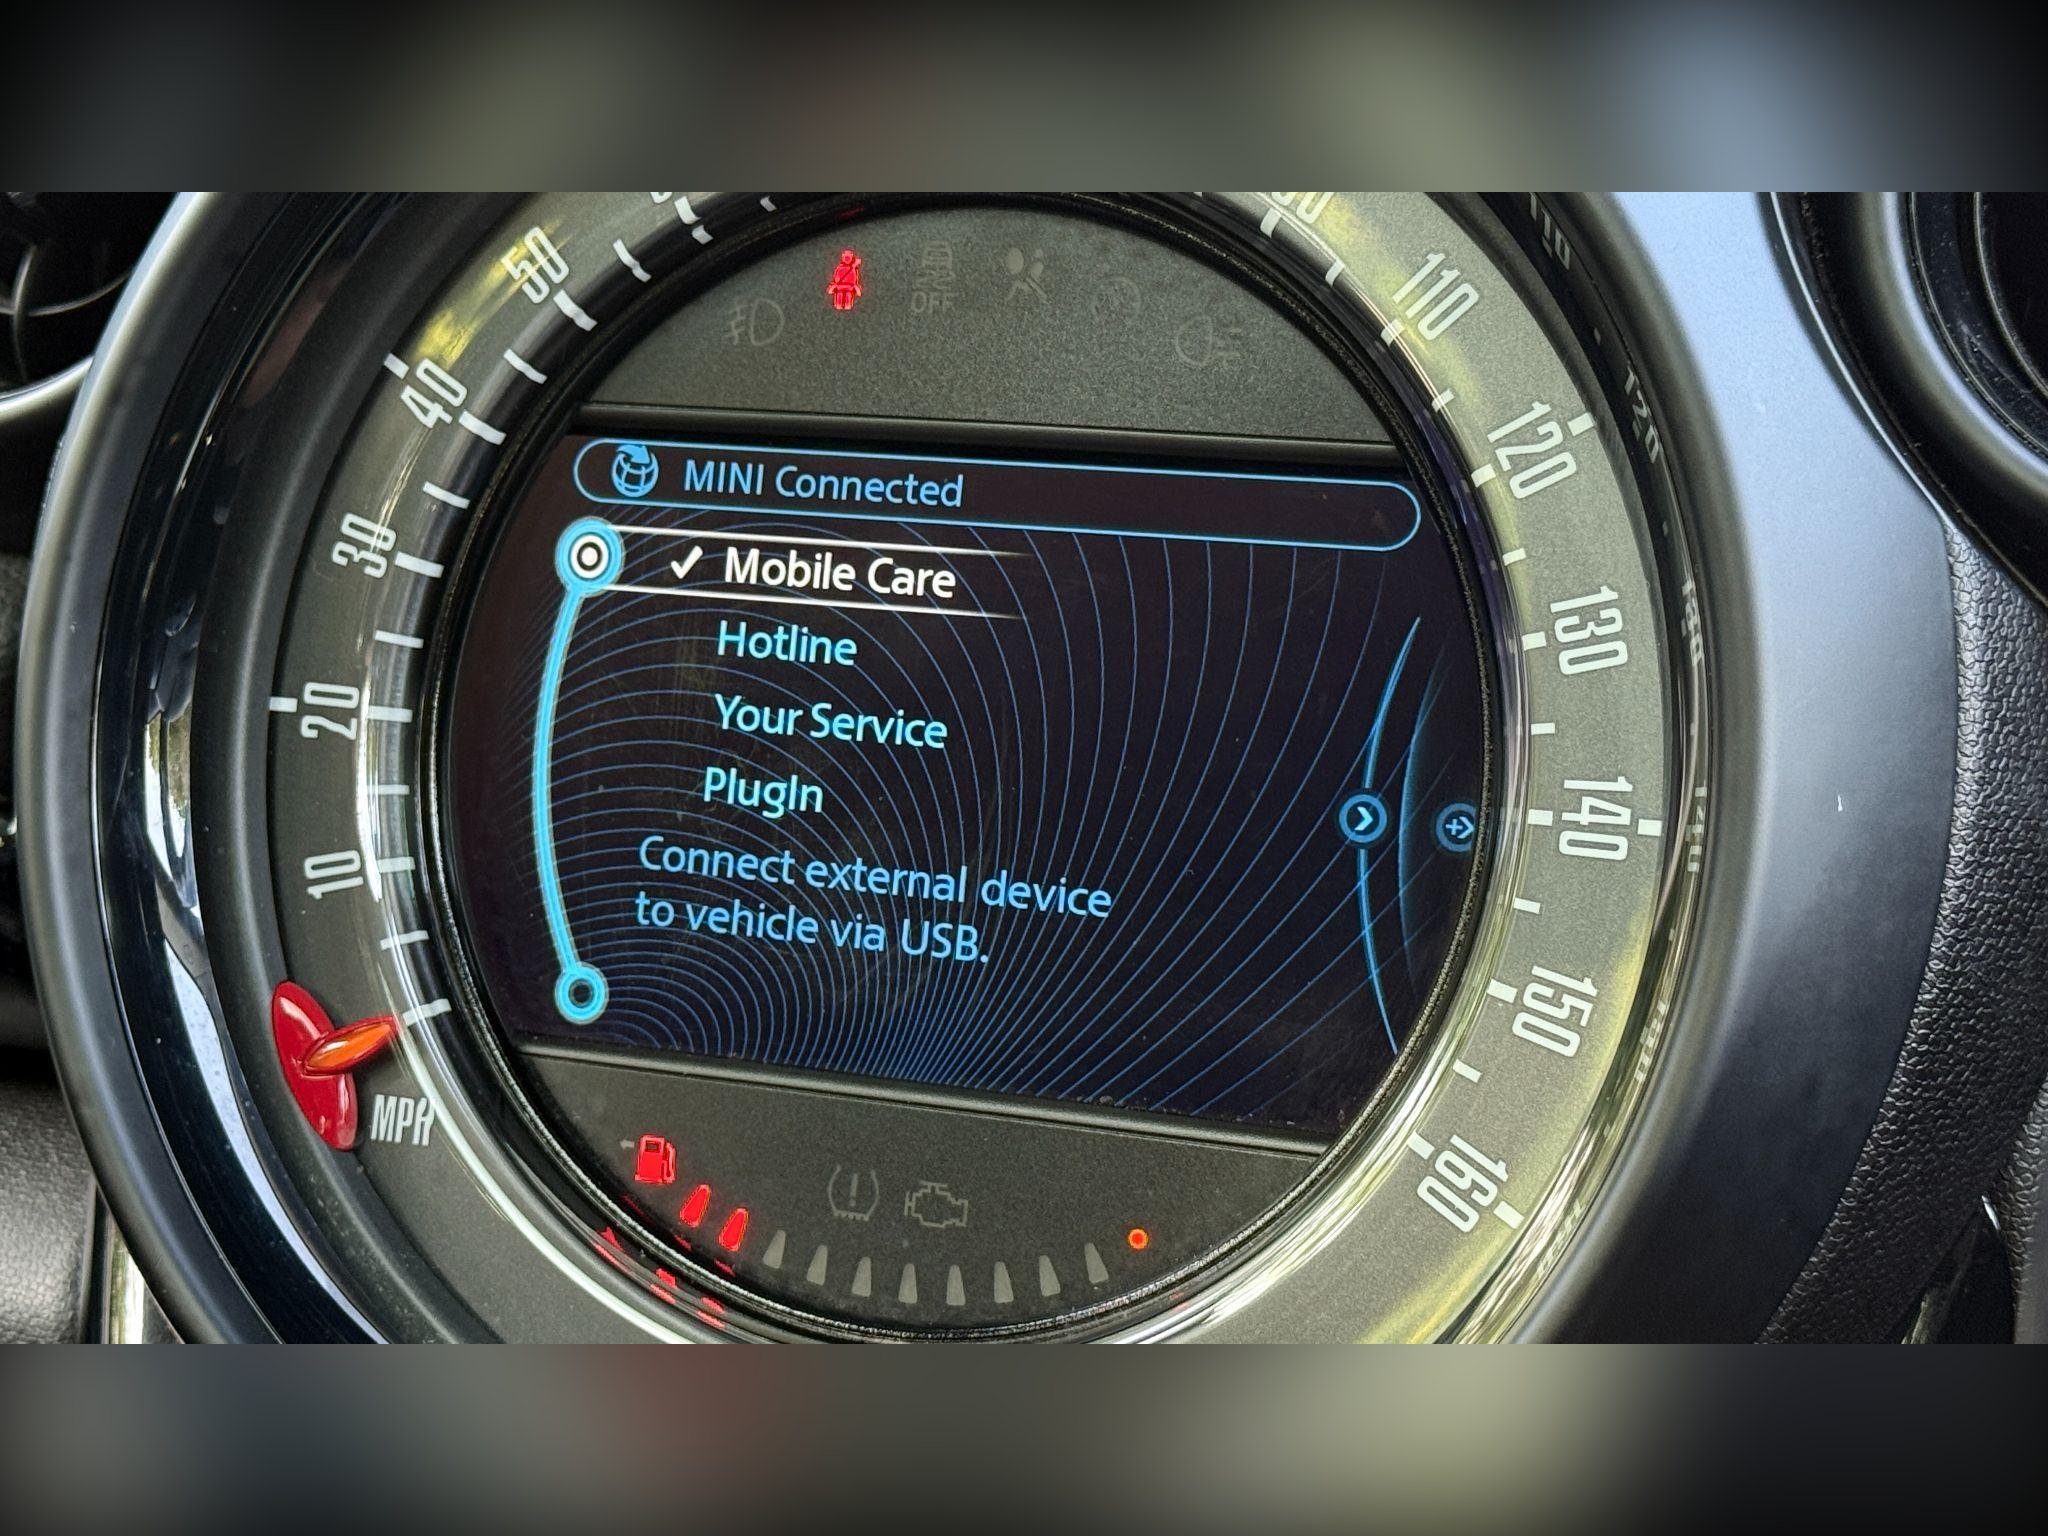 50
40
30
20
10
MPH
OFF
110
120
130
140
150
160
MINI Connected
✓ Mobile Care
Hotline
Your Service
PlugIn
Connect external device
to vehicle via USB.